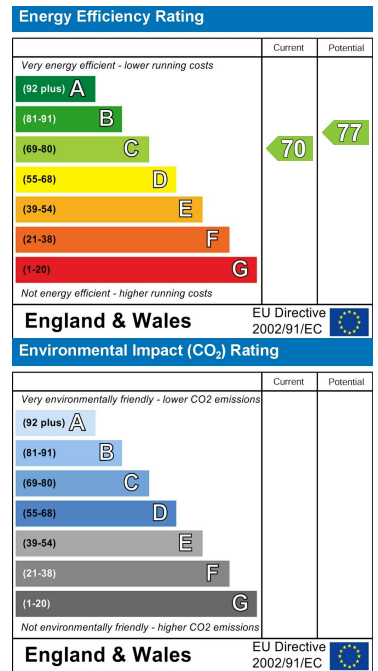 Energy Efficiency Rating
Current Potential
Very energy efficient - lower running costs
(92 plus) A
(81-91) B
(69-80) C
(55-68) D
(39-54) E
(21-38) F
(1-20) G
70 77
Not energy efficient - higher running costs
England & Wales
EU Directive
2002/91/EC
Environmental Impact (CO₂) Rating
Current Potential
Very environmentally friendly - lower CO2 emissions
(92 plus) A
(81-91) B
(69-80) C
(55-68) D
(39-54) E
(21-38) F
(1-20) G
Not environmentally friendly - higher CO2 emissions
England & Wales
EU Directive
2002/91/EC